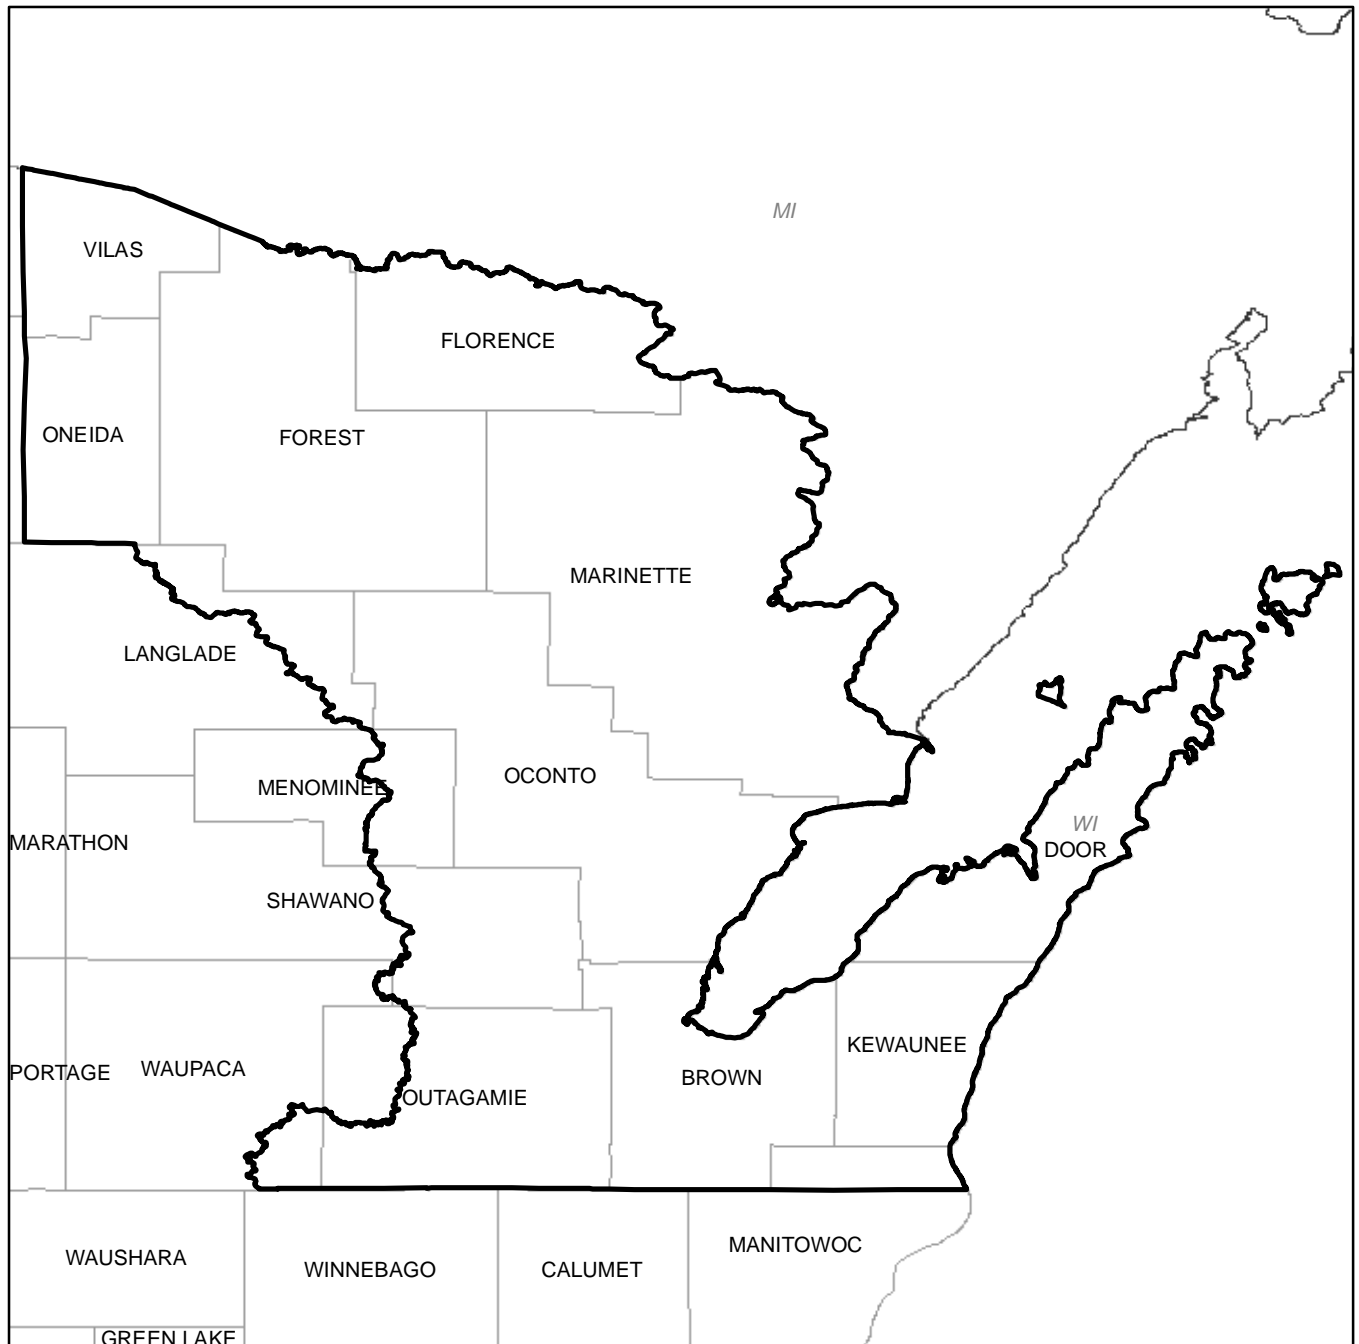 MI
VILAS
FLORENCE
ONEIDA
FOREST
MARINETTE
LANGLADE
OCONTO
MENOMINEE
WI
MARATHON
DOOR
SHAWANO
KEWAUNEE
PORTAGE
WAUPACA
BROWN
OUTAGAMIE
MANITOWOC
WAUSHARA
WINNEBAGO
CALUMET
GREEN LAKE